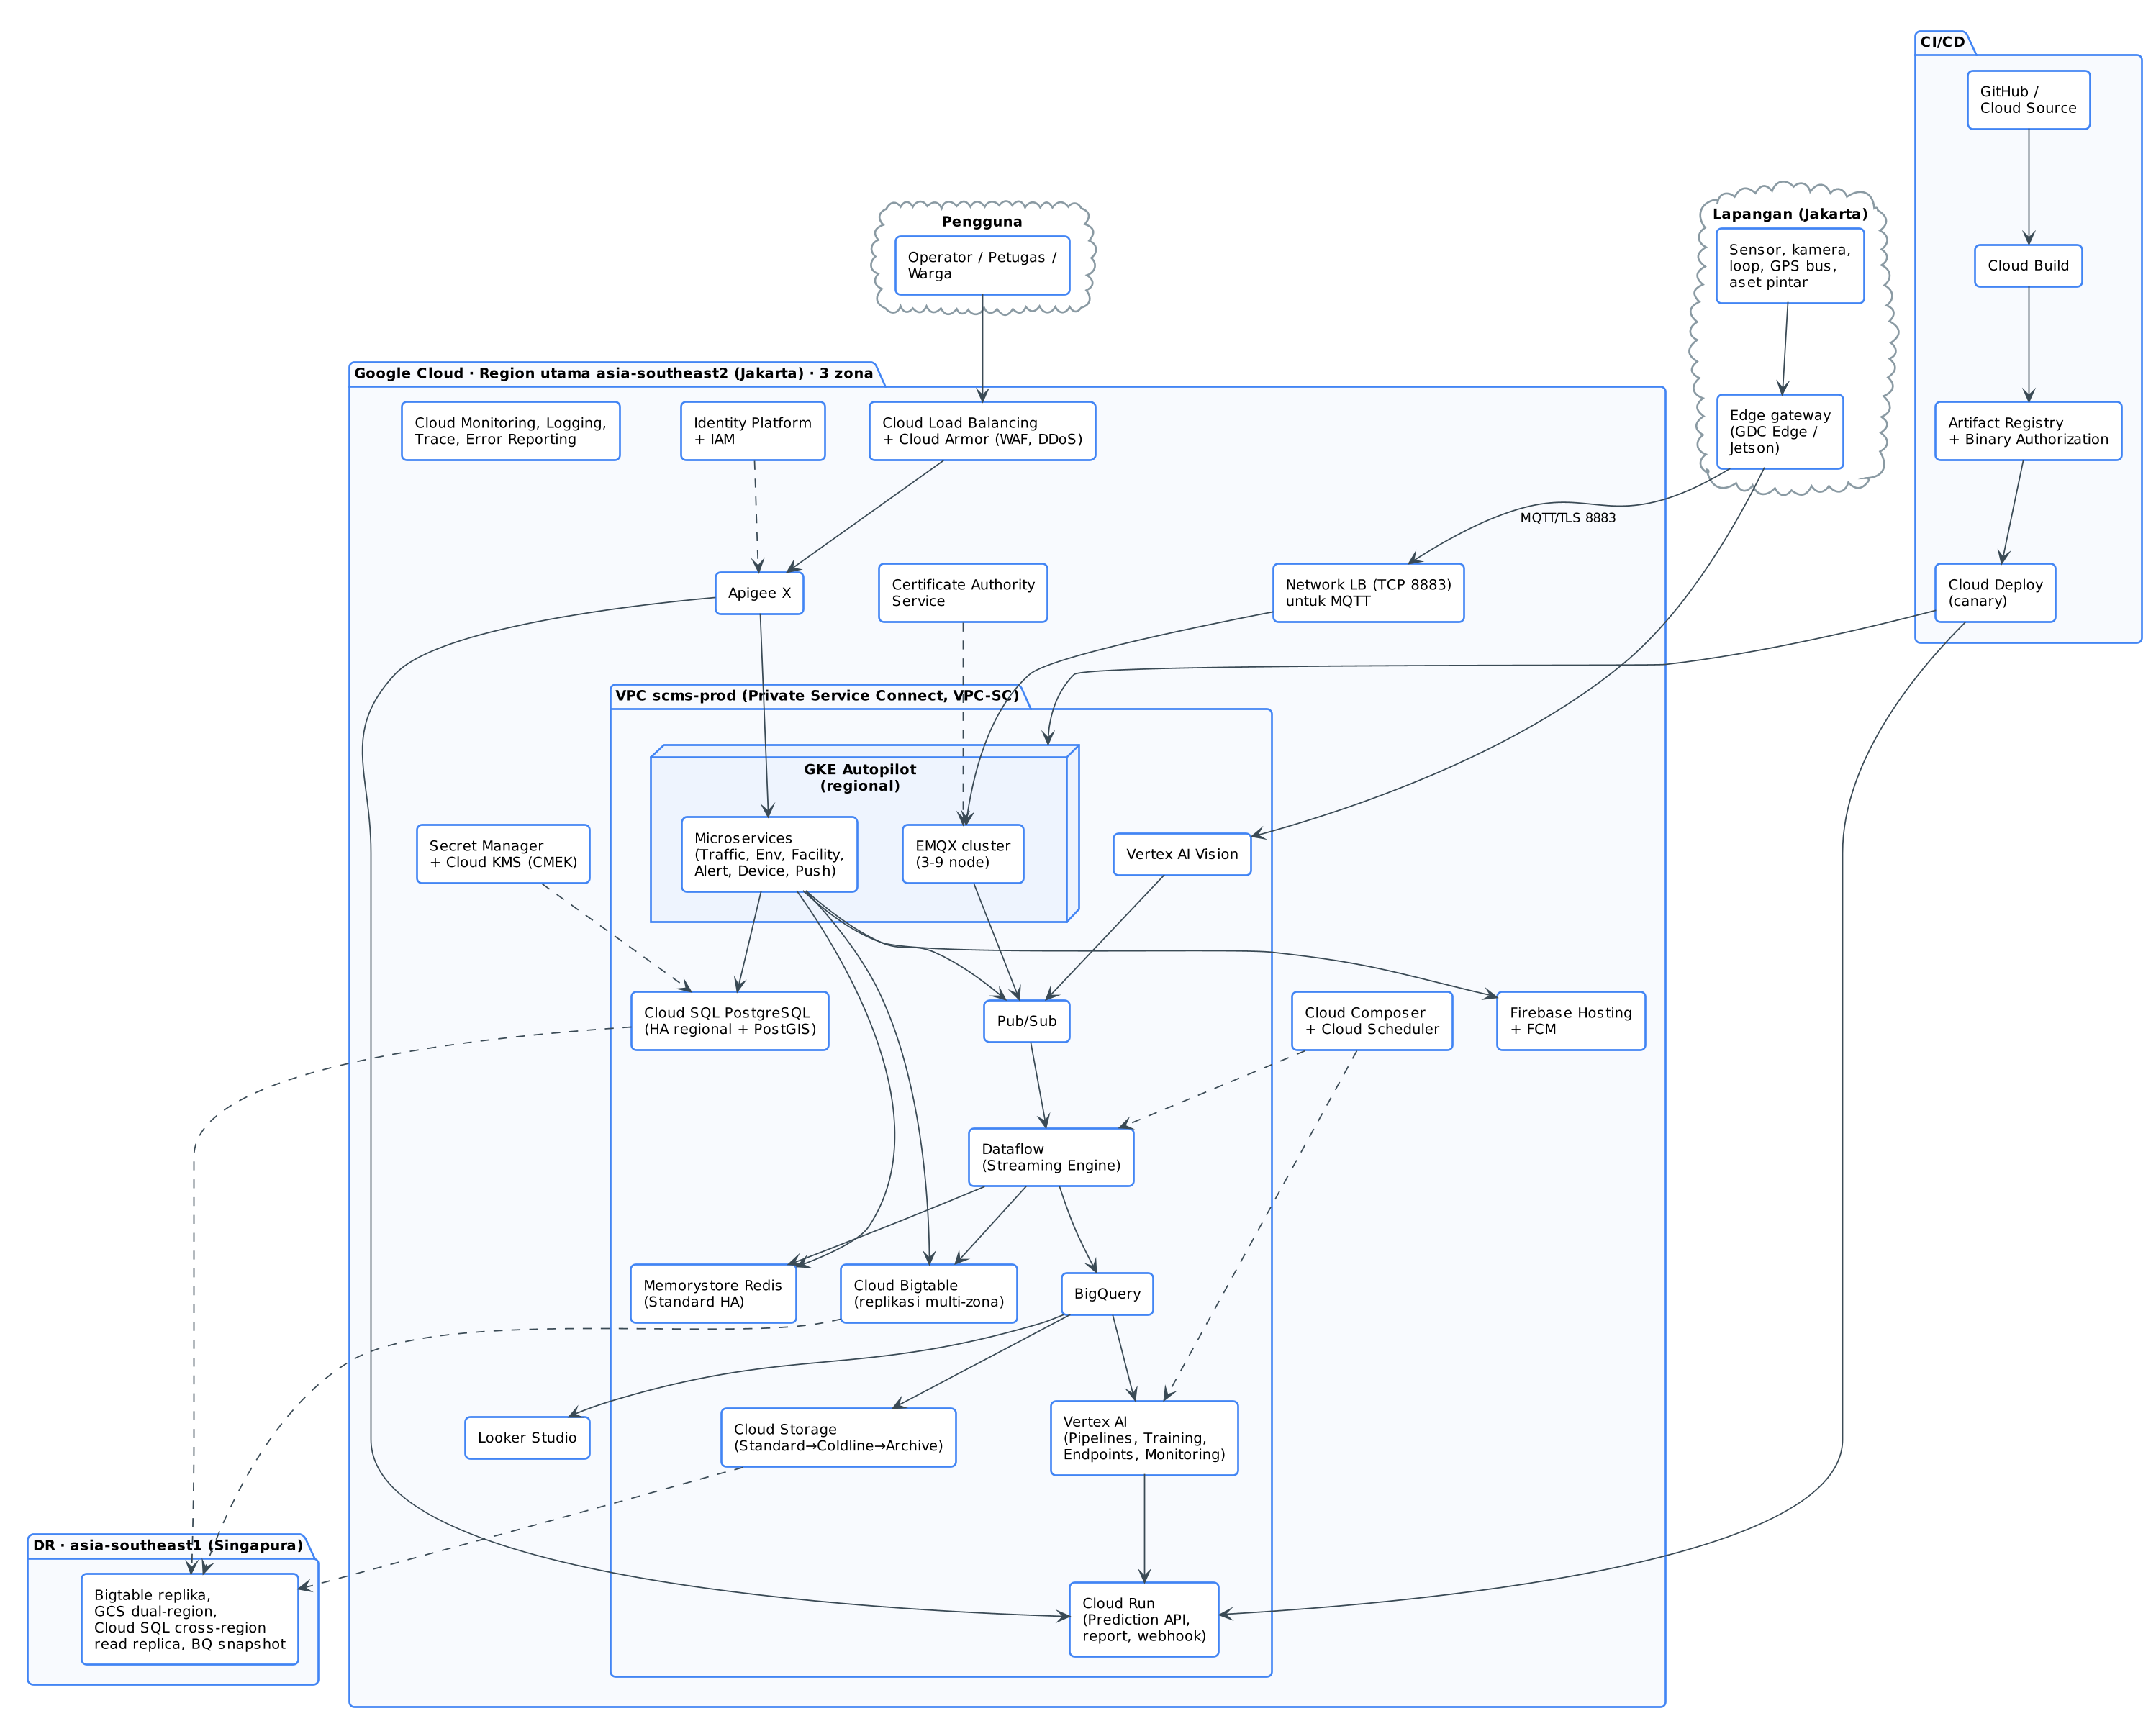 CI/CD
GitHub /
Cloud Source
Cloud Build
Artifact Registry
+ Binary Authorization
Cloud Deploy
(canary)
Lapangan (Jakarta)
Sensor, kamera,
loop, GPS bus,
aset pintar
Edge gateway
(GDC Edge /
Jetson)
MQTT/TLS 8883
Pengguna
Operator / Petugas /
Warga
Google Cloud · Region utama asia-southeast2 (Jakarta) · 3 zona
Cloud Monitoring, Logging,
Trace, Error Reporting
Identity Platform
+ IAM
Cloud Load Balancing
+ Cloud Armor (WAF, DDoS)
Apigee X
Certificate Authority
Service
Network LB (TCP 8883)
untuk MQTT
VPC scms-prod (Private Service Connect, VPC-SC)
GKE Autopilot
(regional)
Microservices
(Traffic, Env, Facility,
Alert, Device, Push)
EMQX cluster
(3-9 node)
Vertex AI Vision
Secret Manager
+ Cloud KMS (CMEK)
Cloud SQL PostgreSQL
(HA regional + PostGIS)
Pub/Sub
Cloud Composer
+ Cloud Scheduler
Firebase Hosting
+ FCM
Dataflow
(Streaming Engine)
Memorystore Redis
(Standard HA)
Cloud Bigtable
(replikasi multi-zona)
BigQuery
Looker Studio
Cloud Storage
(Standard→Coldline→Archive)
Vertex AI
(Pipelines, Training,
Endpoints, Monitoring)
Cloud Run
(Prediction API,
report, webhook)
DR · asia-southeast1 (Singapura)
Bigtable replika,
GCS dual-region,
Cloud SQL cross-region
read replica, BQ snapshot